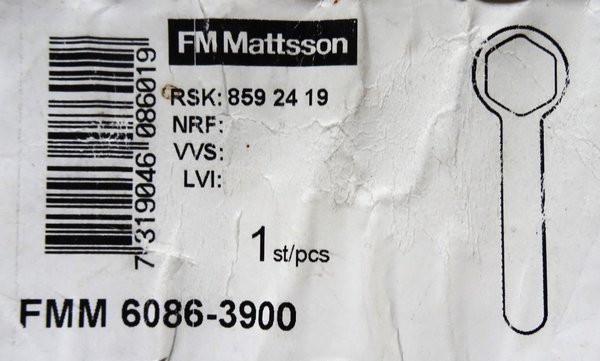 FM Mattsson
RSK: 859 24 19
NRF:
VVS:
LVI:
1 st/pcs
7 319046 086019
FMM 6086-3900